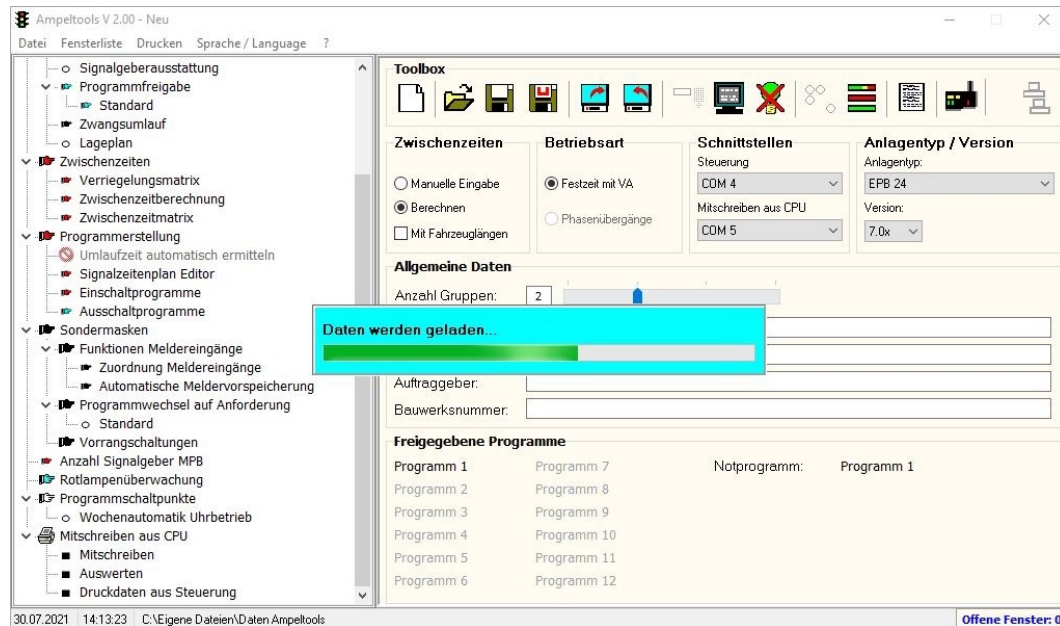 Ampeltools V 2.00 - Neu
Datei Fensterliste Drucken Sprache / Language ?
Signalgeberausstattung
Programmfreigabe
Standard
Zwangsumlauf
Lageplan
Zwischenzeiten
Verriegelungsmatrix
Zwischenzeitberechnung
Zwischenzeitmatrix
Programmerstellung
Umlaufzeit automatisch ermitteln
Signalzeitenplan Editor
Einschaltprogramme
Ausschaltprogramme
Sondermasken
Funktionen Meldereingänge
Zuordnung Meldereingänge
Automatische Meldervorspeicherung
Programmwechsel auf Anforderung
Standard
Vorrangschaltungen
Anzahl Signalgeber MPB
Rotlampenüberwachung
Programmschaltpunkte
Wochenautomatik Uhrbetrieb
Mitschreiben aus CPU
Mitschreiben
Auswerten
Druckdaten aus Steuerung
Toolbox
Zwischenzeiten
Manuelle Eingabe
Berechnen
Mit Fahrzeuglängen
Betriebsart
Festzeit mit VA
Phasenübergänge
Schnittstellen
Steuerung
COM 4
Mitschreiben aus CPU
COM 5
Anlagentyp / Version
Anlagentyp:
EPB 24
Version:
7.0x
Allgemeine Daten
Anzahl Gruppen: 2
Daten werden geladen...
Auftraggeber:
Bauwerksnummer:
Freigegebene Programme
Programm 1 Programm 7 Notprogramm: Programm 1
Programm 2 Programm 8
Programm 3 Programm 9
Programm 4 Programm 10
Programm 5 Programm 11
Programm 6 Programm 12
30.07.2021 14:13:23 C:\Eigene Dateien\Daten Ampeltools Offene Fenster: 0